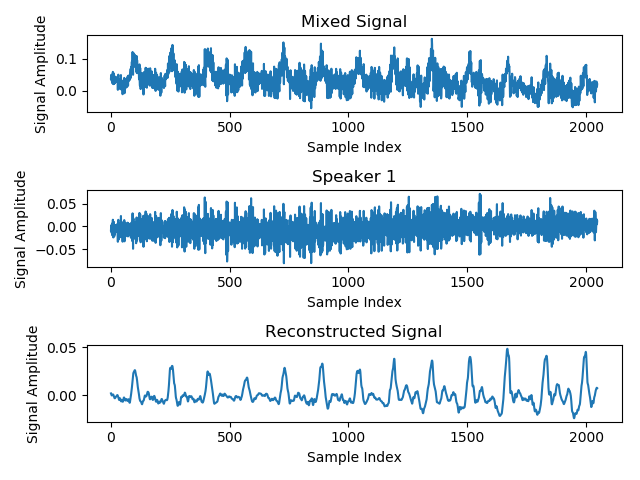 Mixed Signal
Signal Amplitude
0.1
0.0
0 500 1000 1500 2000
Sample Index
Speaker 1
Signal Amplitude
0.05
0.00
−0.05
0 500 1000 1500 2000
Sample Index
Reconstructed Signal
Signal Amplitude
0.05
0.00
0 500 1000 1500 2000
Sample Index